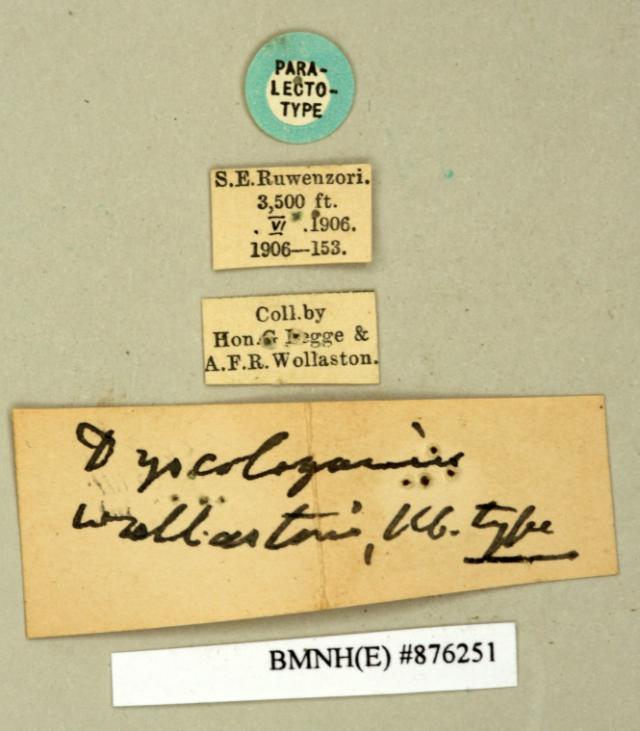 PARA-
LECTO-
TYPE
S.E.Ruwenzori.
3,500 ft.
. VI .1906.
1906—153.
Coll.by
Hon.G Legge &
A.F.R. Wollaston.
Dyscologamius
wollastoni, Kb. type
BMNH(E) #876251